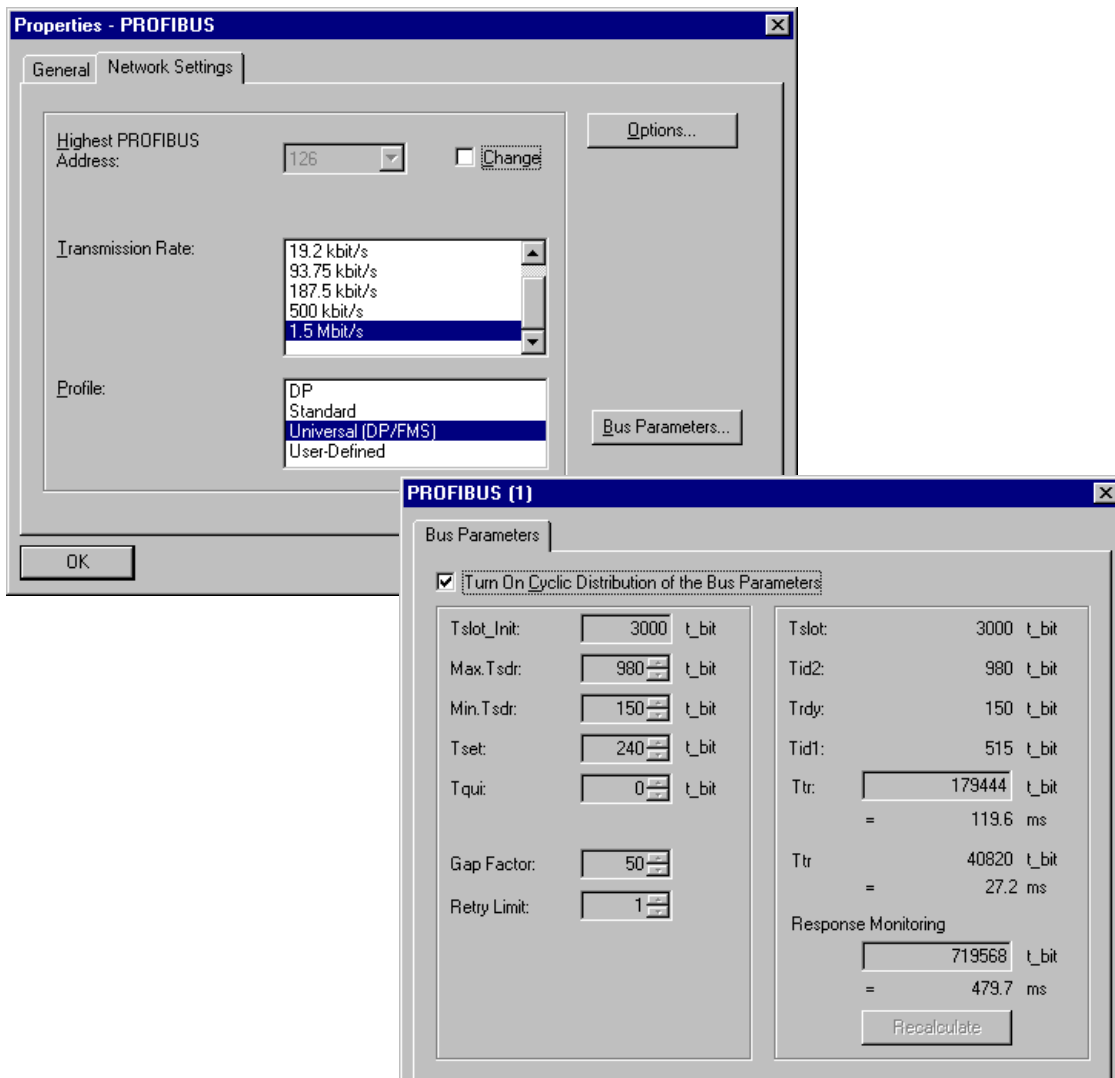 Properties - PROFIBUS
General
Network Settings
Highest PROFIBUS
Address:
126
Change
Options...
Transmission Rate:
19.2 kbit/s
93.75 kbit/s
187.5 kbit/s
500 kbit/s
1.5 Mbit/s
Profile:
DP
Standard
Universal (DP/FMS)
User-Defined
Bus Parameters...
OK
PROFIBUS (1)
Bus Parameters
Turn On Cyclic Distribution of the Bus Parameters
Tslot_Init: 3000 t_bit
Max.Tsdr: 980 t_bit
Min.Tsdr: 150 t_bit
Tset: 240 t_bit
Tqui: 0 t_bit
Gap Factor: 50
Retry Limit: 1
Tslot: 3000 t_bit
Tid2: 980 t_bit
Trdy: 150 t_bit
Tid1: 515 t_bit
Ttr: 179444 t_bit
= 119.6 ms
Ttr 40820 t_bit
= 27.2 ms
Response Monitoring
719568 t_bit
= 479.7 ms
Recalculate